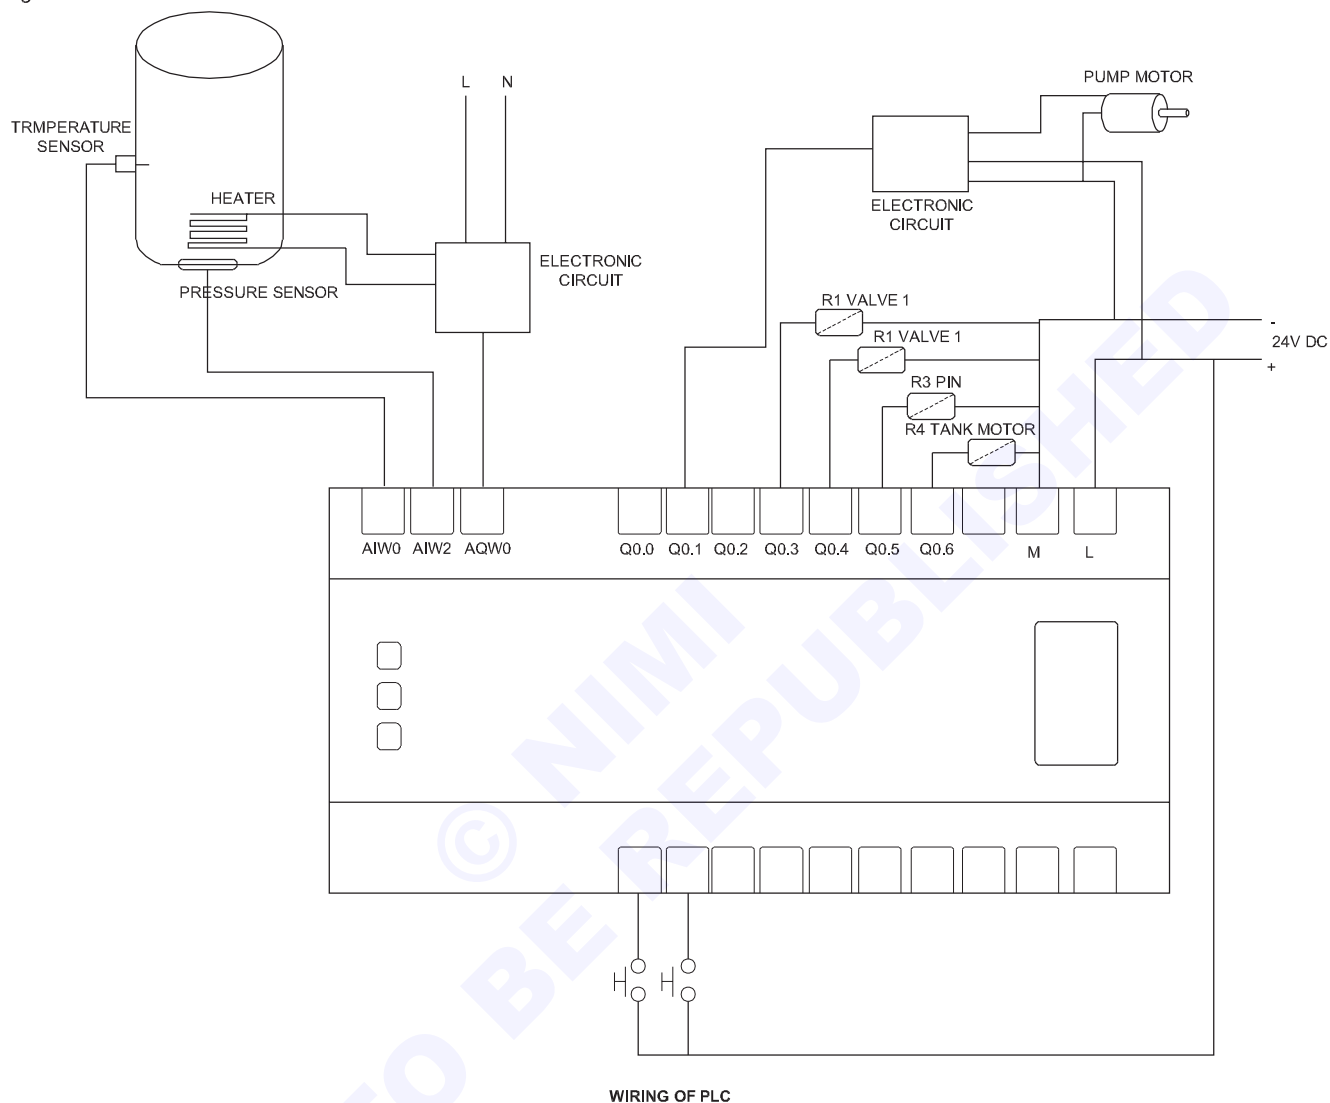 L N
PUMP MOTOR
TRMPERATURE
SENSOR
HEATER
ELECTRONIC
CIRCUIT
ELECTRONIC
CIRCUIT
PRESSURE SENSOR
R1 VALVE 1
-
24V DC
+
R1 VALVE 1
R3 PIN
R4 TANK MOTOR
AIW0 AIW2 AQW0 Q0.0 Q0.1 Q0.2 Q0.3 Q0.4 Q0.5 Q0.6 M L
© NIMI
TO BE REPUBLISHED
WIRING OF PLC